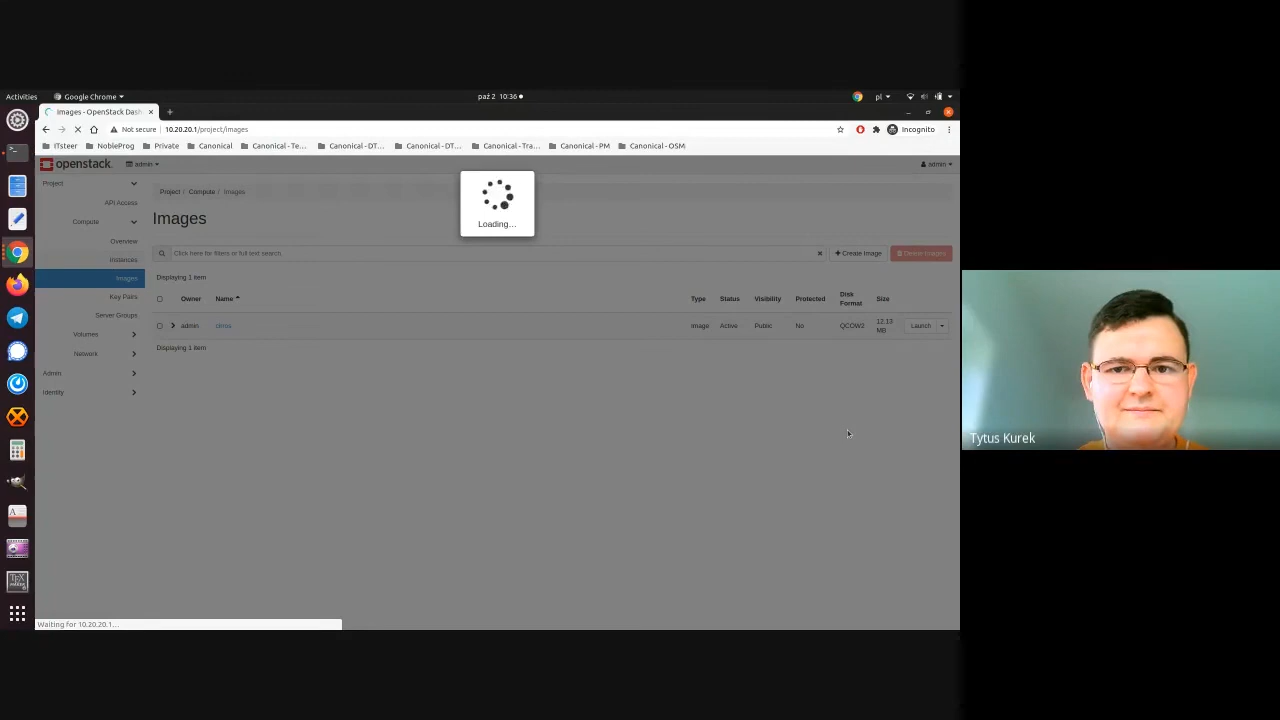 Activities
Google Chrome
paź 2 10:36
pl
Images - OpenStack Dash
Not secure
10.20.20.1/project/images
Incognito
ITsteer
NobleProg
Private
Canonical
Canonical - Te...
Canonical - DT...
Canonical - DT...
Canonical - Tra...
Canonical - PM
Canonical - OSM
openstack.
admin
admin
Project
API Access
Compute
Overview
Instances
Images
Key Pairs
Server Groups
Volumes
Network
Admin
Identity
Project / Compute / Images
Images
Loading...
Click here for filters or full text search.
+ Create Image
Delete Images
Displaying 1 item
Owner
Name
Type
Status
Visibility
Protected
Disk
Format
Size
admin
cirros
Image
Active
Public
No
QCOW2
12.13
MB
Launch
Displaying 1 item
Waiting for 10.20.20.1...
Tytus Kurek